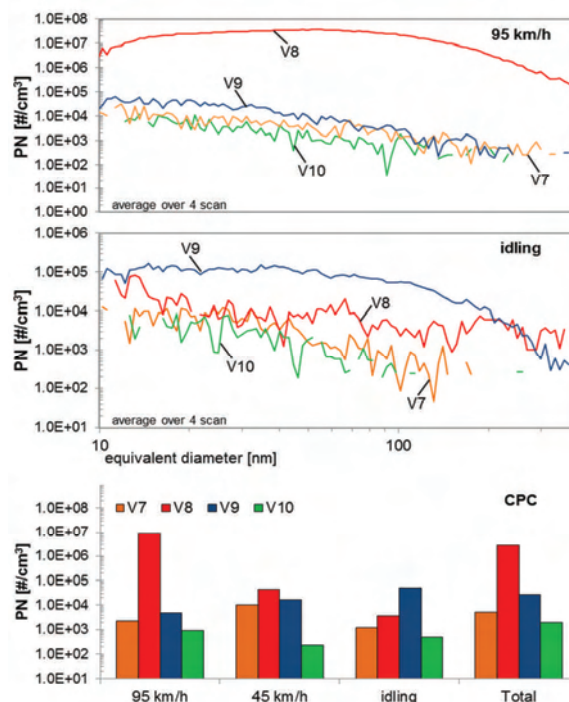 1.0E+08
1.0E+07
1.0E+06
1.0E+05
1.0E+04
1.0E+03
1.0E+02
1.0E+01
1.0E+00
PN [#/cm³]
95 km/h
V8
V9
V10
V7
average over 4 scan
1.0E+06
1.0E+05
1.0E+04
1.0E+03
1.0E+02
1.0E+01
PN [#/cm³]
idling
V9
V8
V10
V7
average over 4 scan
10 100
equivalent diameter [nm]
1.0E+08
1.0E+07
1.0E+06
1.0E+05
1.0E+04
1.0E+03
1.0E+02
1.0E+01
PN [#/cm³]
V7 V8 V9 V10
CPC
95 km/h 45 km/h idling Total